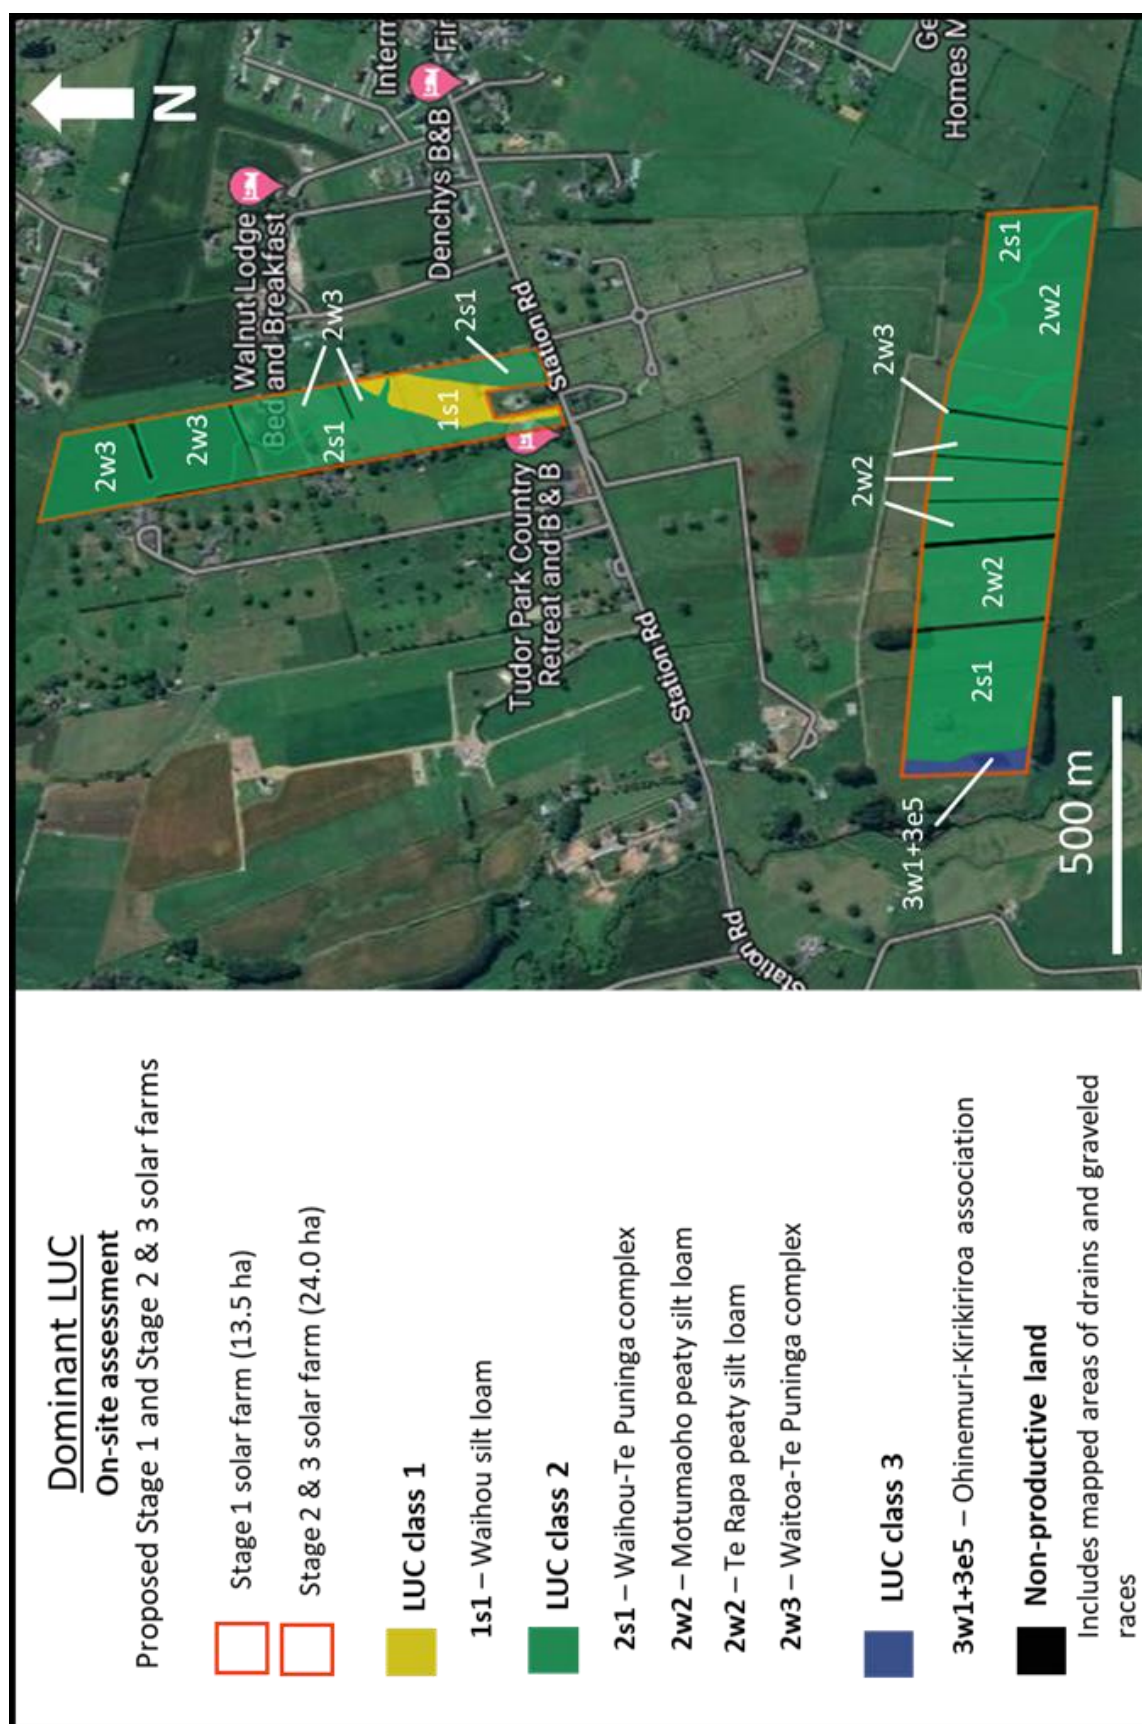 Dominant LUC
On-site assessment
Proposed Stage 1 and Stage 2 & 3 solar farms
Stage 1 solar farm (13.5 ha)
Stage 2 & 3 solar farm (24.0 ha)
LUC class 1
1s1 – Waihou silt loam
LUC class 2
2s1 – Waihou-Te Puninga complex
2w2 – Motumaoho peaty silt loam
2w2 – Te Rapa peaty silt loam
2w3 – Waitoa-Te Puninga complex
LUC class 3
3w1+3e5 – Ohinemuri-Kirikiriroa association
Non-productive land
Includes mapped areas of drains and graveled
races
N
Interm
Fir
Denchys B&B
Walnut Lodge
Bed and Breakfast
Tudor Park Country
Retreat and B & B
Ge
Homes M
2w3
2w3
2w3
2s1
1s1
2s1
Station Rd
Station Rd
Station Rd
2w3
2w2
2w2
2s1
2w2
2s1
3w1+3e5
500 m